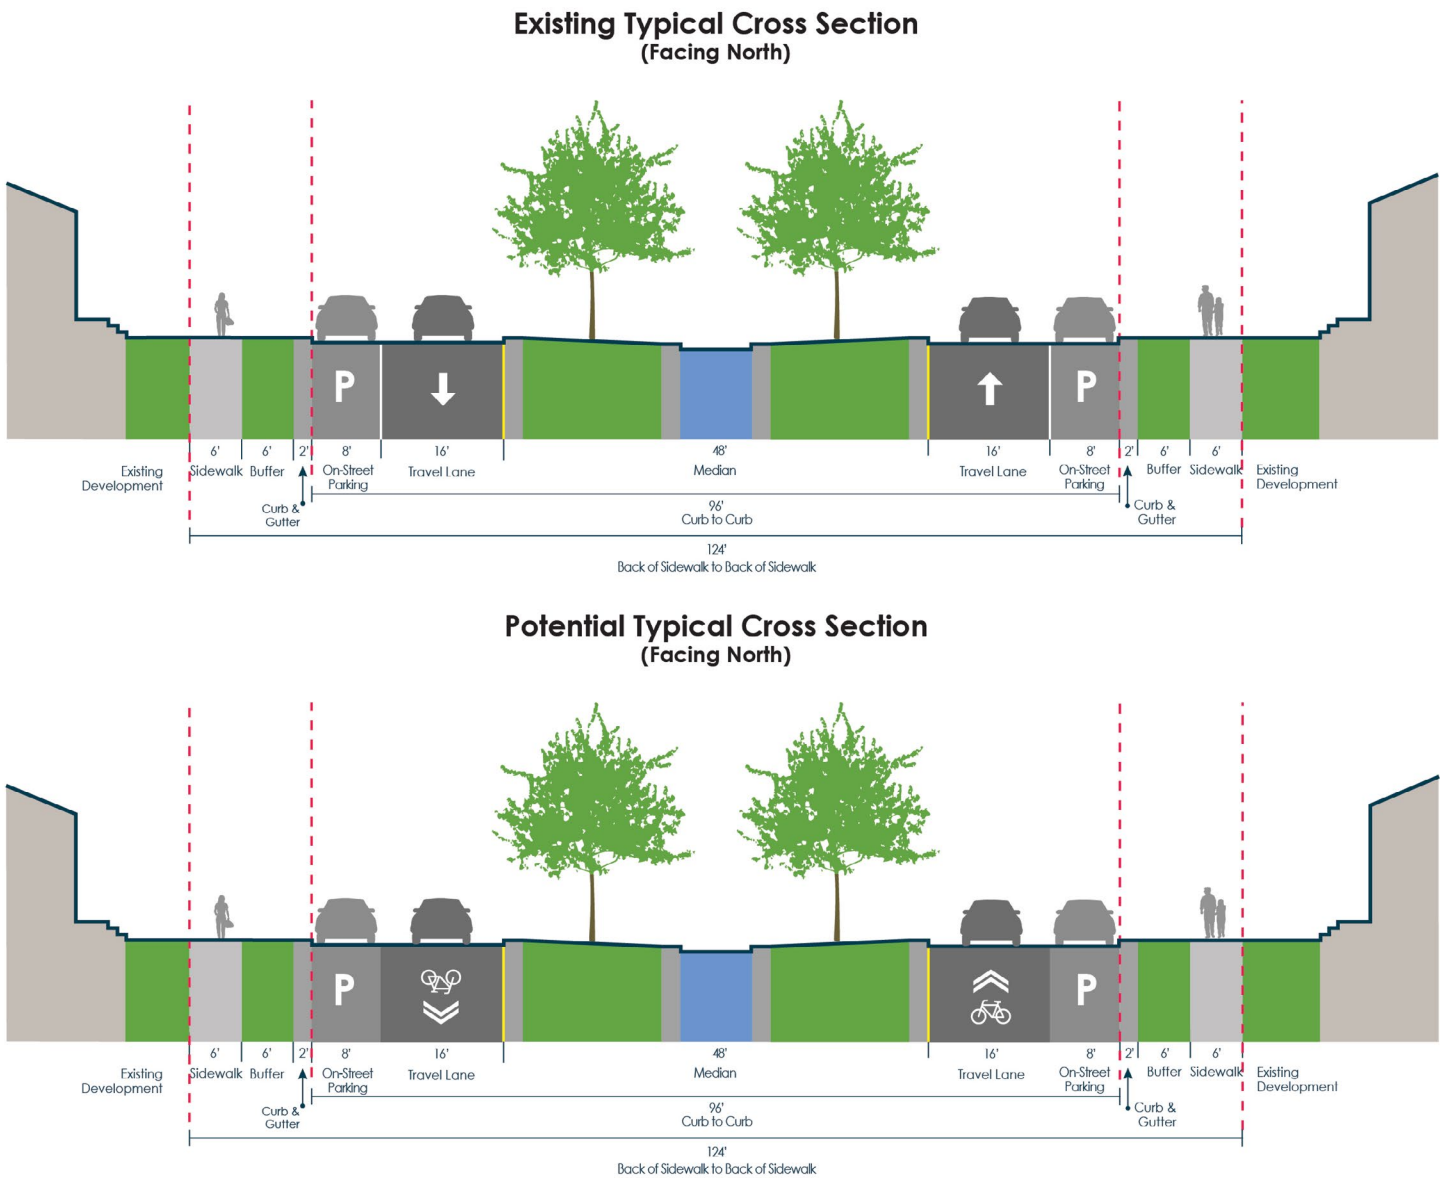 Existing Typical Cross Section
(Facing North)
P
P
6'
6'
2'
8'
16'
48'
16'
8'
2'
6'
6'
Existing
Development
Sidewalk
Buffer
On-Street
Parking
Travel Lane
Median
Travel Lane
On-Street
Parking
Buffer
Sidewalk
Existing
Development
Curb &
Gutter
96'
Curb to Curb
Curb &
Gutter
124'
Back of Sidewalk to Back of Sidewalk
Potential Typical Cross Section
(Facing North)
P
P
6'
6'
2'
8'
16'
48'
16'
8'
2'
6'
6'
Existing
Development
Sidewalk
Buffer
On-Street
Parking
Travel Lane
Median
Travel Lane
On-Street
Parking
Buffer
Sidewalk
Existing
Development
Curb &
Gutter
96'
Curb to Curb
Curb &
Gutter
124'
Back of Sidewalk to Back of Sidewalk